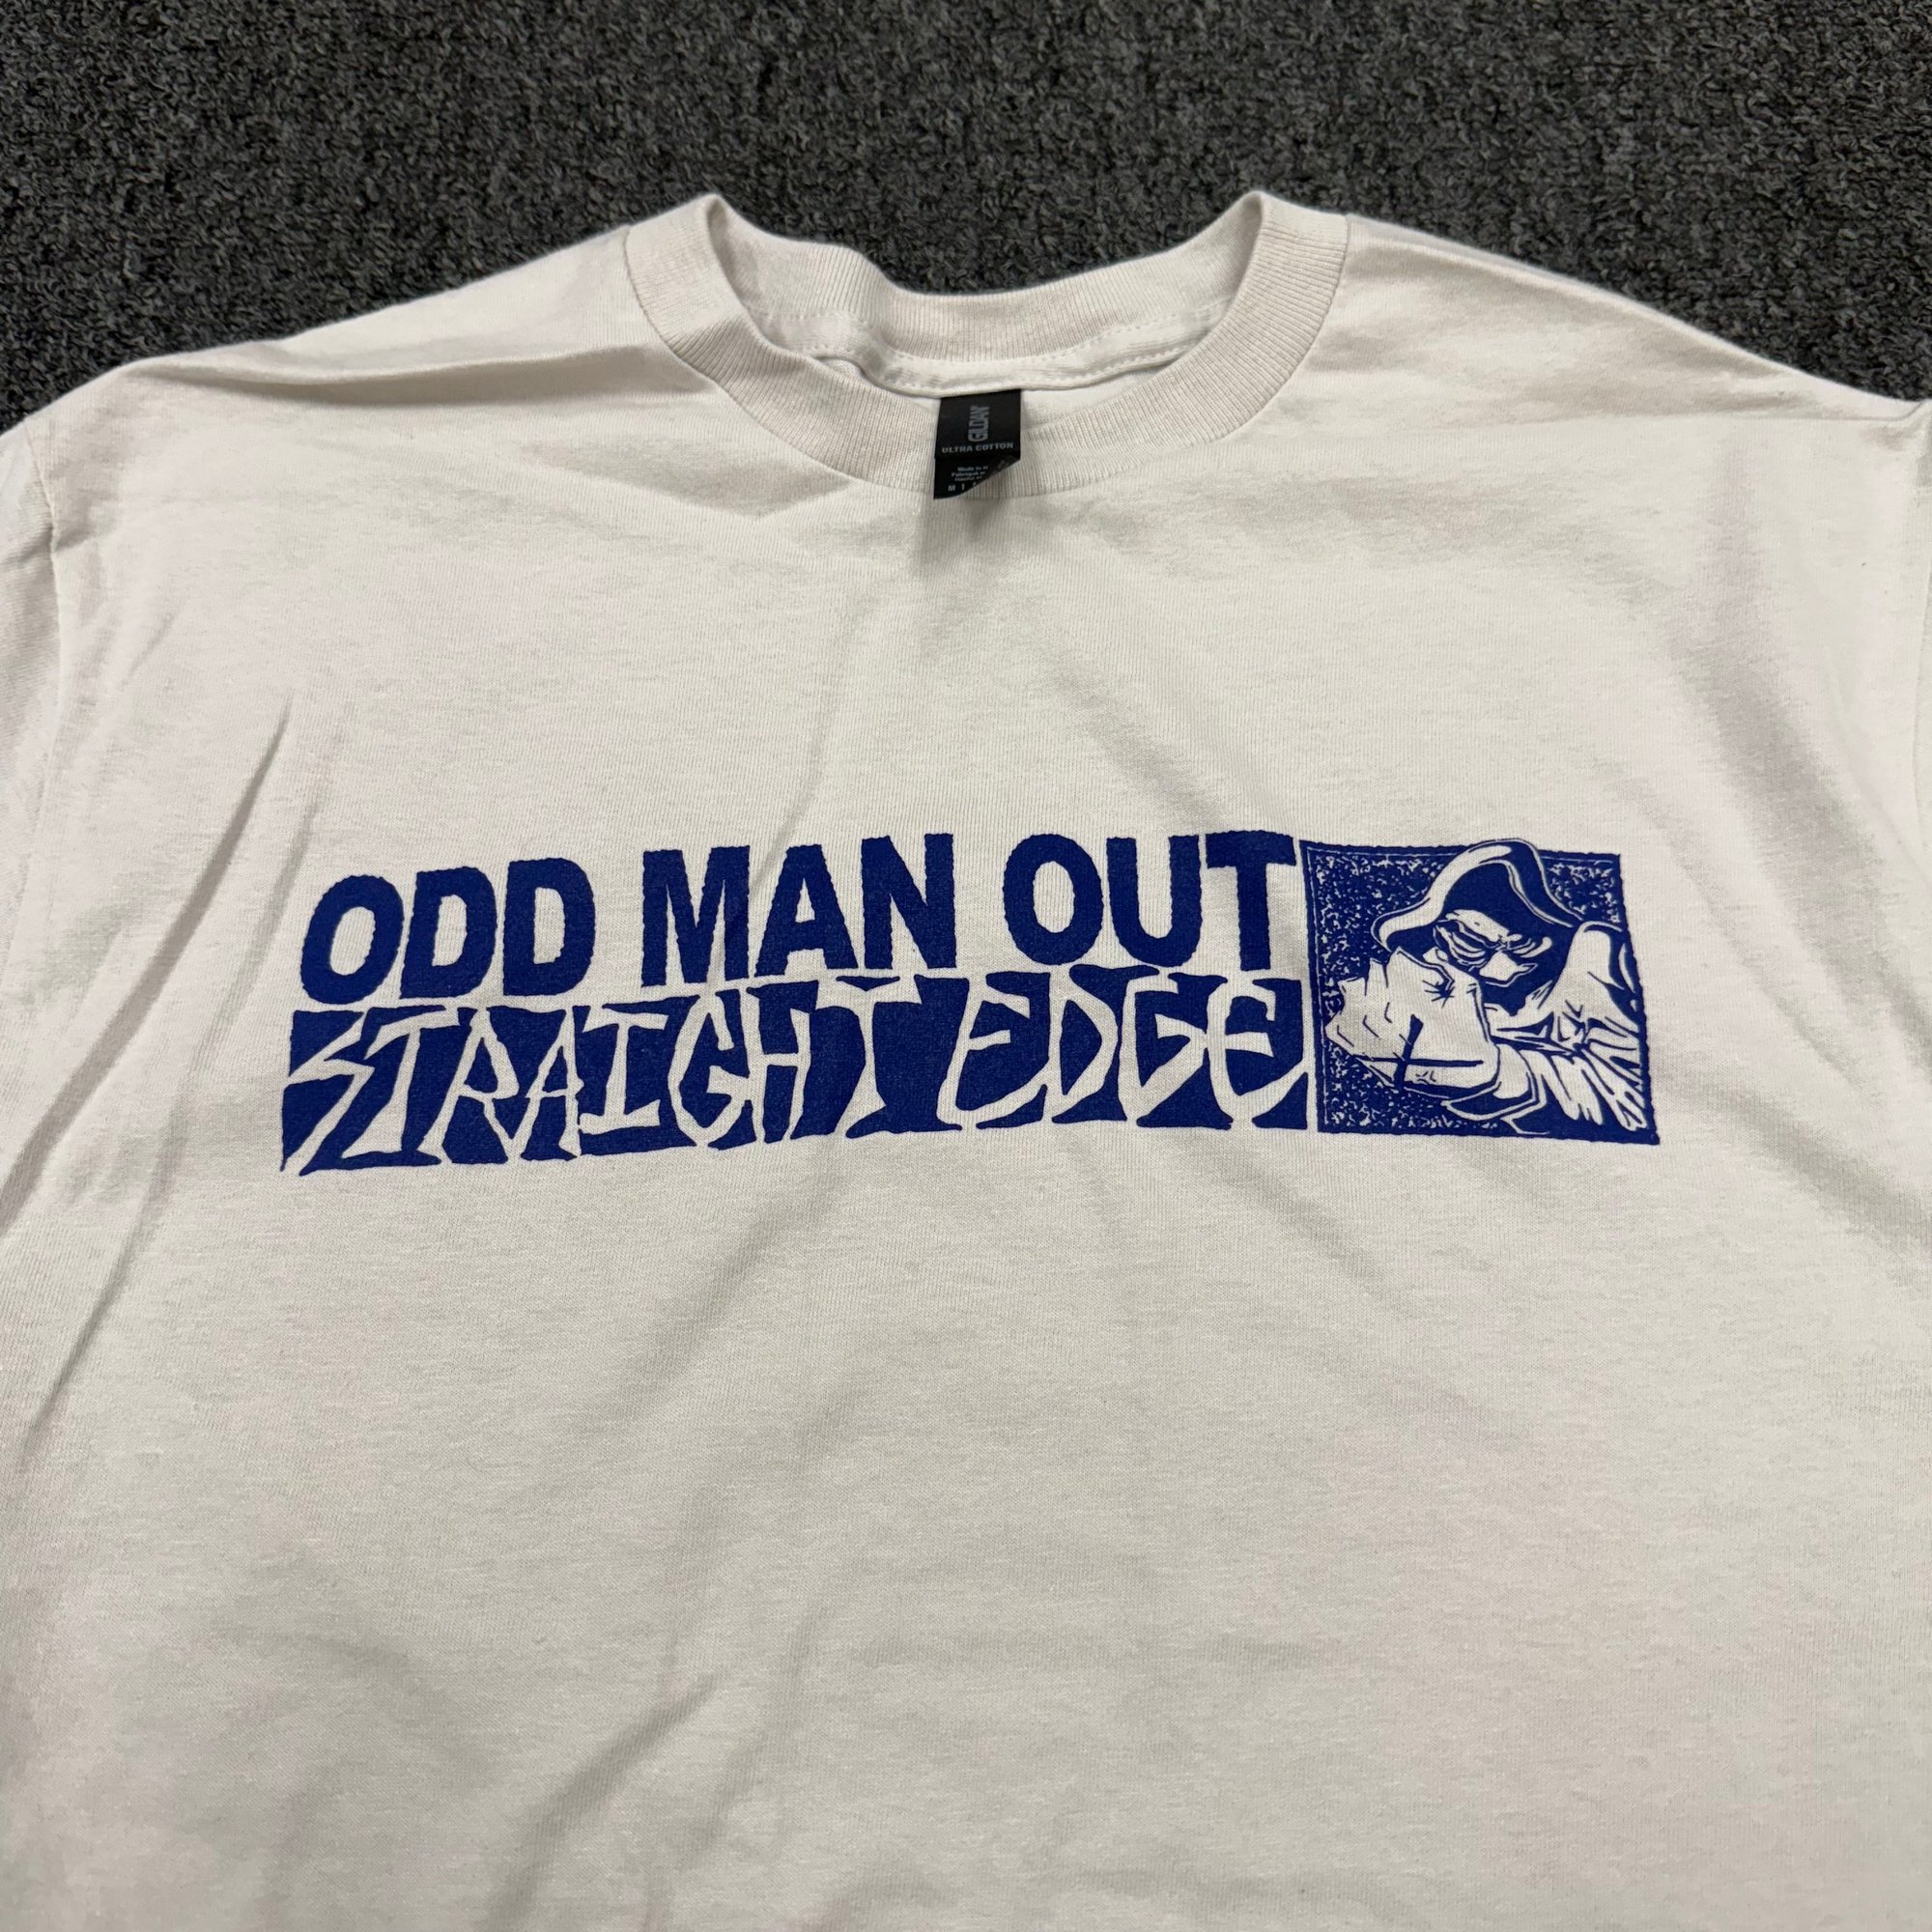 GILDAN
ULTRA COTTON
ODD MAN OUT
STRAIGHT EDGE